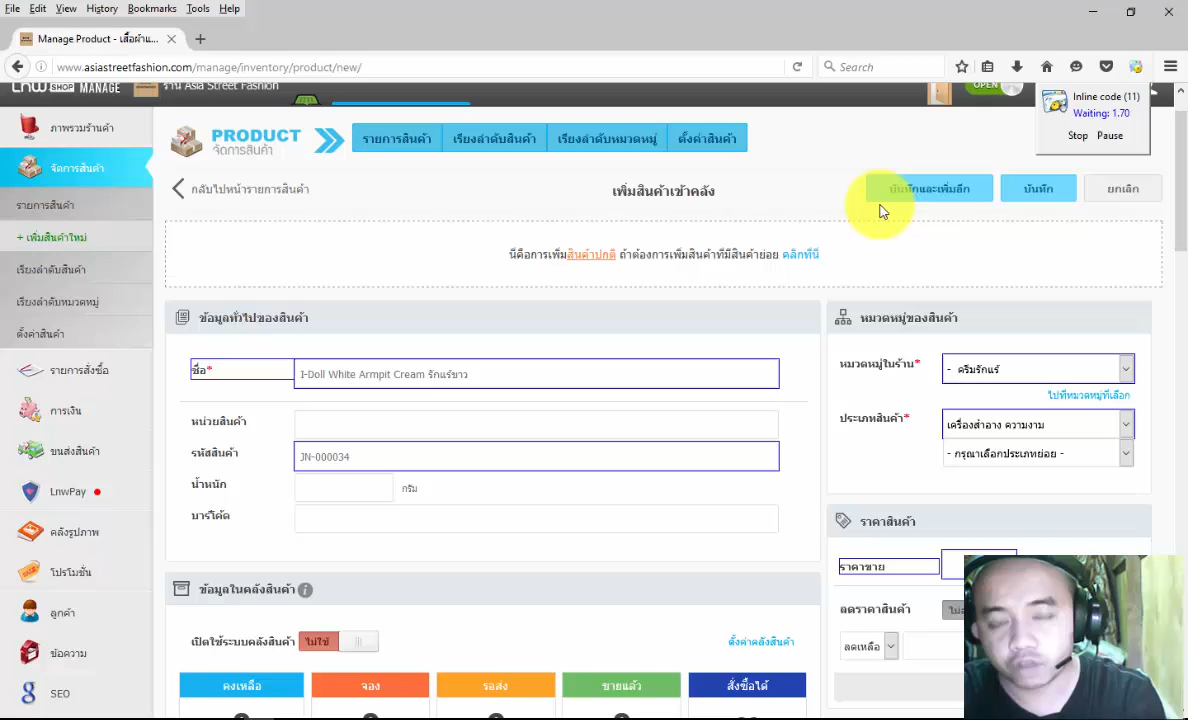 File Edit View History Bookmarks Tools Help
Manage Product - เสื้อผ้าแ...
www.asiastreetfashion.com/manage/inventory/product/new/
Search
LnW SHOP MANAGE
ร้าน Asia Street Fashion
OPEN
Inline code (11)
Waiting: 1.70
Stop Pause
ภาพรวมร้านค้า
จัดการสินค้า
รายการสินค้า
+ เพิ่มสินค้าใหม่
เรียงลำดับสินค้า
เรียงลำดับหมวดหมู่
ตั้งค่าสินค้า
รายการสั่งซื้อ
การเงิน
ขนส่งสินค้า
LnwPay
คลังรูปภาพ
โปรโมชั่น
ลูกค้า
ข้อความ
SEO
PRODUCT
จัดการสินค้า
รายการสินค้า เรียงลำดับสินค้า เรียงลำดับหมวดหมู่ ตั้งค่าสินค้า
กลับไปหน้ารายการสินค้า
เพิ่มสินค้าเข้าคลัง
บันทึกและเพิ่มอีก บันทึก ยกเลิก
นี่คือการเพิ่มสินค้าปกติ ถ้าต้องการเพิ่มสินค้าที่มีสินค้าย่อย คลิกที่นี่
ข้อมูลทั่วไปของสินค้า
ชื่อ* I-Doll White Armpit Cream รักแร้ขาว
หน่วยสินค้า
รหัสสินค้า JN-000034
น้ำหนัก กรัม
บาร์โค้ด
ข้อมูลในคลังสินค้า i
เปิดใช้ระบบคลังสินค้า ไม่ใช้ ตั้งค่าคลังสินค้า
คงเหลือ จอง รอส่ง ขายแล้ว สั่งซื้อได้
หมวดหมู่ของสินค้า
หมวดหมู่ในร้าน* - ครีมรักแร้
ไปที่หมวดหมู่ที่เลือก
ประเภทสินค้า* เครื่องสำอาง ความงาม
- กรุณาเลือกประเภทย่อย -
ราคาสินค้า
ราคาขาย
ลดราคาสินค้า
ลดเหลือ